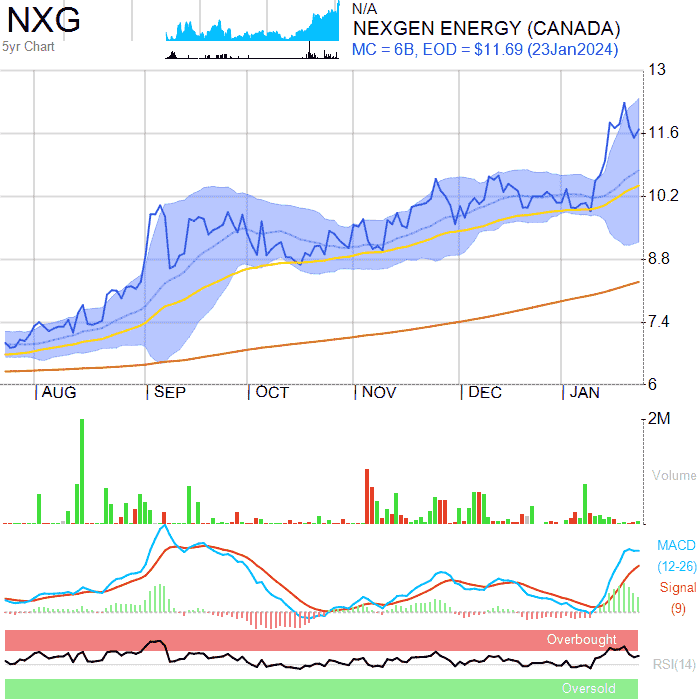 NXG
5yr Chart
N/A
NEXGEN ENERGY (CANADA)
MC = 6B, EOD = $11.69 (23Jan2024)
13
11.6
10.2
8.8
7.4
6
AUG SEP OCT NOV DEC JAN
2M
Volume
MACD
(12-26)
Signal
(9)
Overbought
RSI(14)
Oversold